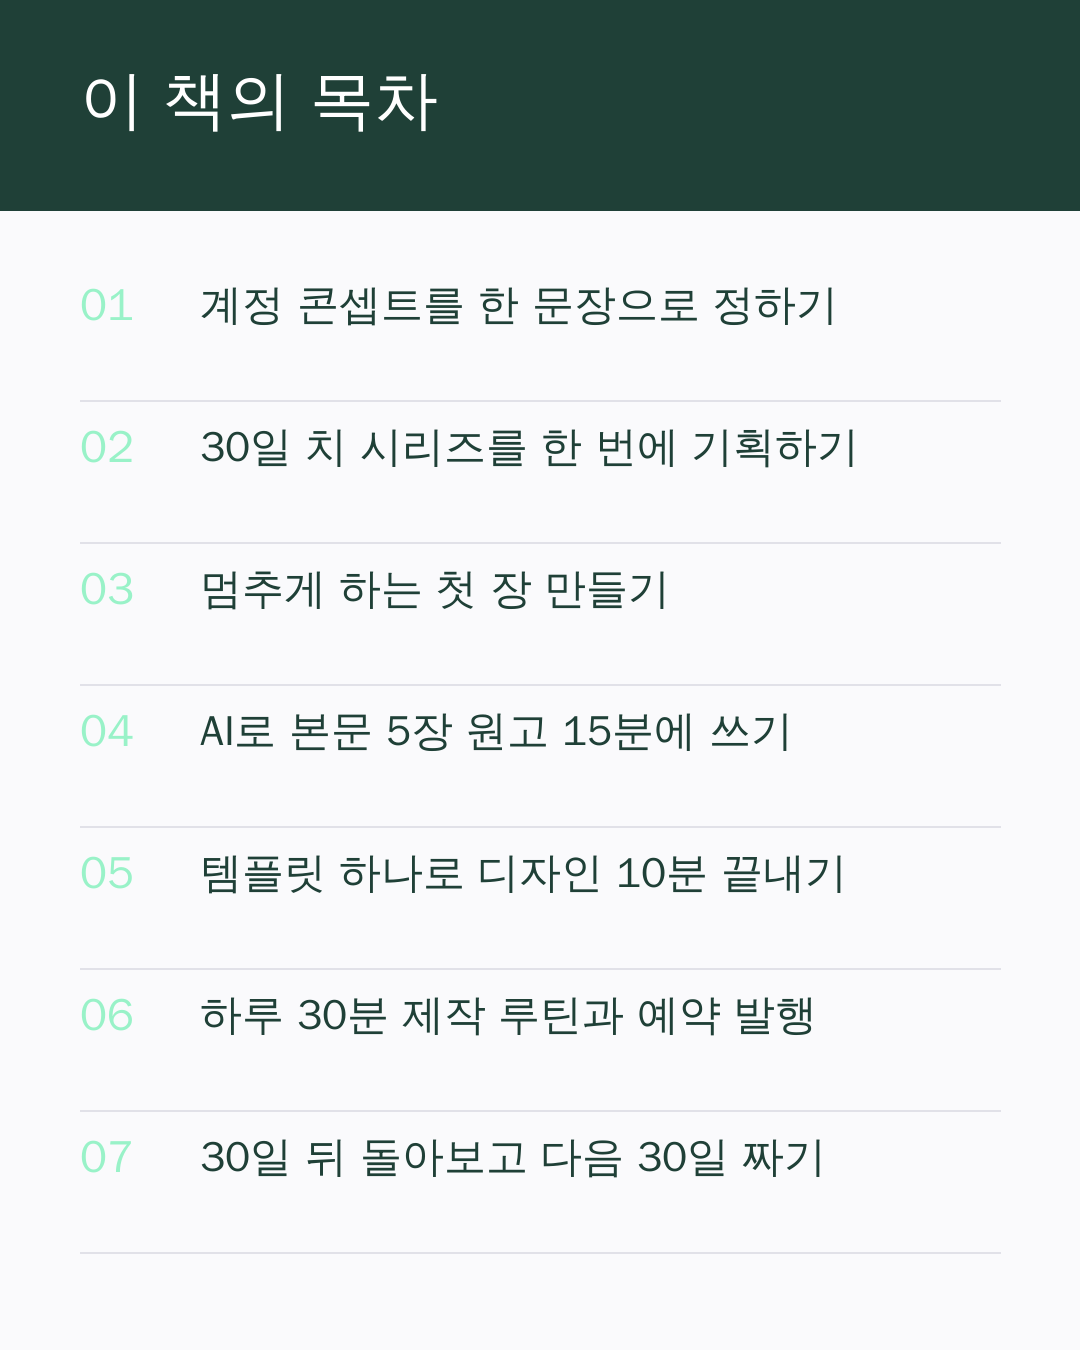 이 책의 목차
01 계정 콘셉트를 한 문장으로 정하기
02 30일 치 시리즈를 한 번에 기획하기
03 멈추게 하는 첫 장 만들기
04 AI로 본문 5장 원고 15분에 쓰기
05 템플릿 하나로 디자인 10분 끝내기
06 하루 30분 제작 루틴과 예약 발행
07 30일 뒤 돌아보고 다음 30일 짜기